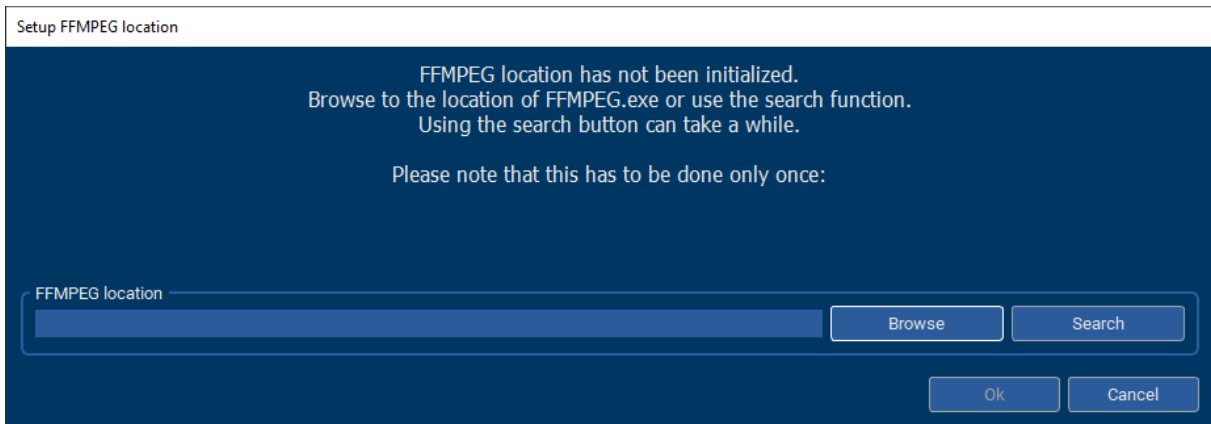 Setup FFMPEG location
FFMPEG location has not been initialized.
Browse to the location of FFMPEG.exe or use the search function.
Using the search button can take a while.
Please note that this has to be done only once:
FFMPEG location
Browse
Search
Ok
Cancel